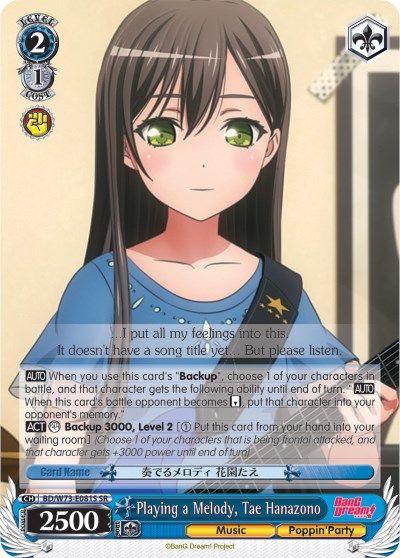 LEVEL
2
1
COST
...I put all my feelings into this.
It doesn't have a song title yet... But please listen.
AUTO When you use this card's "Backup", choose 1 of your characters in
battle, and that character gets the following ability until end of turn. "AUTO
When this card's battle opponent becomes, put that character into your
opponent's memory."
ACT Backup 3000, Level 2 [① Put this card from your hand into your
waiting room] (Choose 1 of your characters that is being frontal attacked, and
that character gets +3000 power until end of turn)
Card Name 奏でるメロディ 花園たえ
CH BD/W73-E081S SR
Playing a Melody, Tae Hanazono
BanG Dream!
POWER
2500
Music
Poppin'Party
©BanG Dream! Project